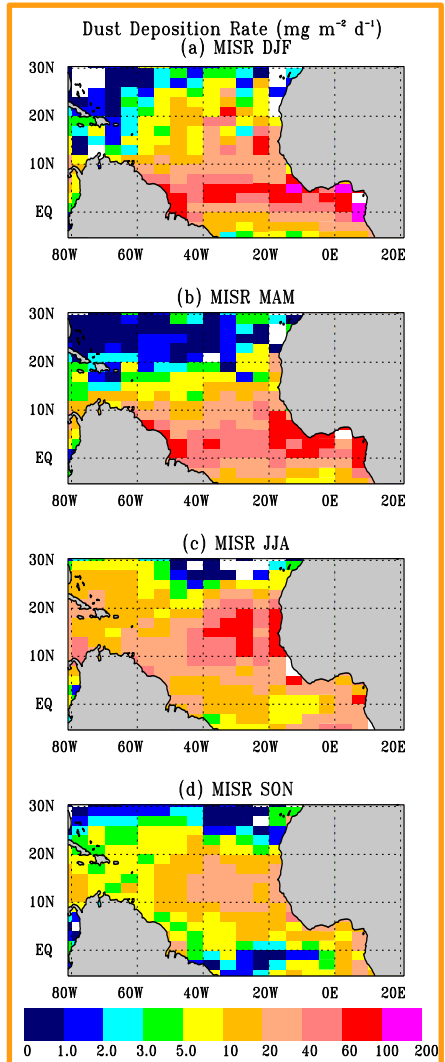 Dust Deposition Rate (mg m⁻² d⁻¹)
(a) MISR DJF
30N
20N
10N
EQ
80W 60W 40W 20W 0E 20E
(b) MISR MAM
30N
20N
10N
EQ
80W 60W 40W 20W 0E 20E
(c) MISR JJA
30N
20N
10N
EQ
80W 60W 40W 20W 0E 20E
(d) MISR SON
30N
20N
10N
EQ
80W 60W 40W 20W 0E 20E
0 1.0 2.0 3.0 5.0 10 20 40 60 100 200